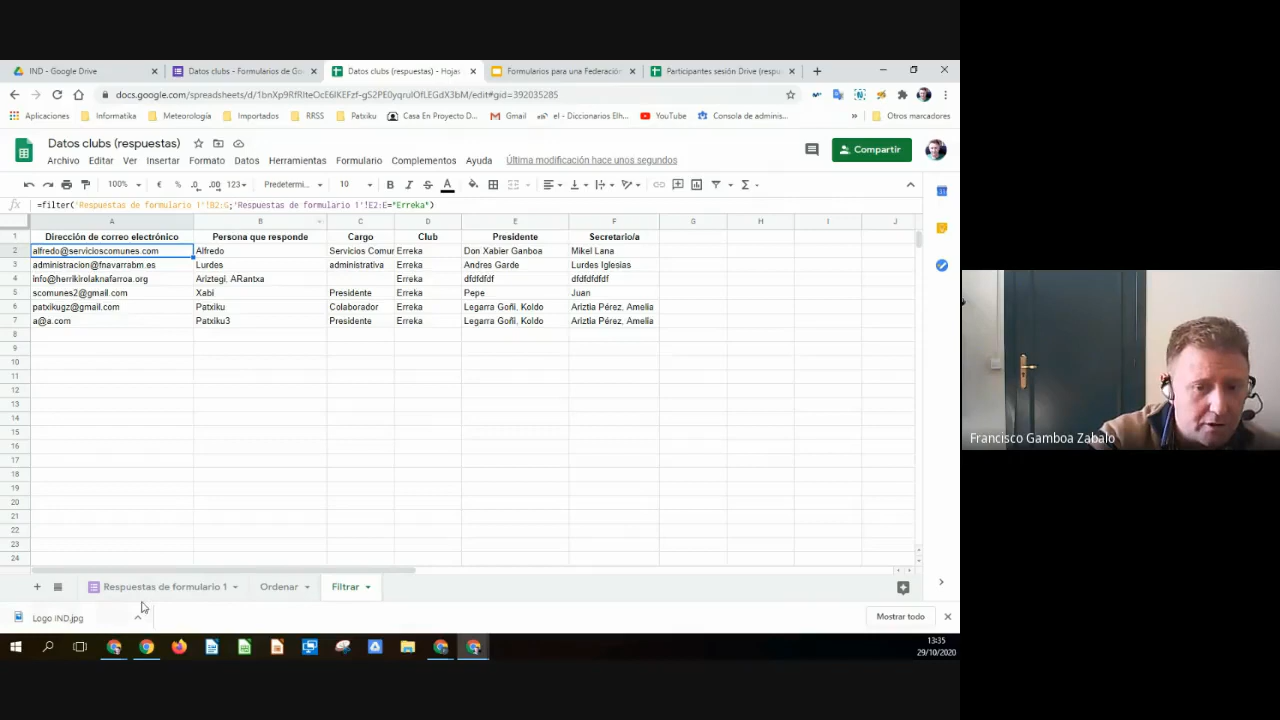 IND - Google Drive
Datos clubs - Formularios de Go
Datos clubs (respuestas) - Hojas
Formularios para una Federación
Participantes sesión Drive (respu
docs.google.com/spreadsheets/d/1bnXp9RfRIteOcE6IKEFzf-gS2PE0yqruIOfLEGdX3bM/edit#gid=392035285
Aplicaciones
Informatika
Meteorología
Importados
RRSS
Patxiku
Casa En Proyecto D...
Gmail
el - Diccionarios Elh...
YouTube
Consola de adminis...
»
Otros marcadores
Datos clubs (respuestas)
Archivo Editar Ver Insertar Formato Datos Herramientas Formulario Complementos Ayuda Última modificación hace unos segundos
Compartir
100% € % .0 .00 123 Predetermi... 10 B I S A
fx =filter('Respuestas de formulario 1'!B2:G;'Respuestas de formulario 1'!E2:E="Erreka")
A B C D E F G H I J
1 Dirección de correo electrónico Persona que responde Cargo Club Presidente Secretario/a
2 alfredo@servicioscomunes.com Alfredo Servicios Comur Erreka Don Xabier Ganboa Mikel Lana
3 administracion@fnavarrabm.es Lurdes administrativa Erreka Andres Garde Lurdes Iglesias
4 info@herrikirolaknafarroa.org Ariztegi, ARantxa Erreka dfdfdfdf dfdfdfdf
5 scomunes2@gmail.com Xabi Presidente Erreka Pepe Juan
6 patxikugz@gmail.com Patxiku Colaborador Erreka Legarra Goñi, Koldo Ariztia Pérez, Amelia
7 a@a.com Patxiku3 Presidente Erreka Legarra Goñi, Koldo Ariztia Pérez, Amelia
8
9
10
11
12
13
14
15
16
17
18
19
20
21
22
23
24
Respuestas de formulario 1 Ordenar Filtrar
Logo IND.jpg
Mostrar todo
13:35
29/10/2020
Francisco Gamboa Zabalo